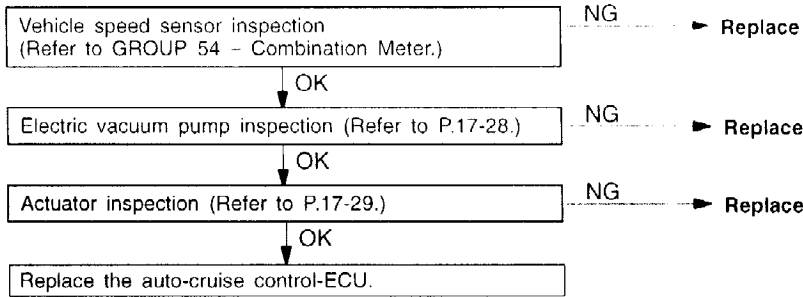 Vehicle speed sensor inspection
(Refer to GROUP 54 – Combination Meter.)
NG
Replace
OK
Electric vacuum pump inspection (Refer to P.17-28.)
NG
Replace
OK
Actuator inspection (Refer to P.17-29.)
NG
Replace
OK
Replace the auto-cruise control-ECU.